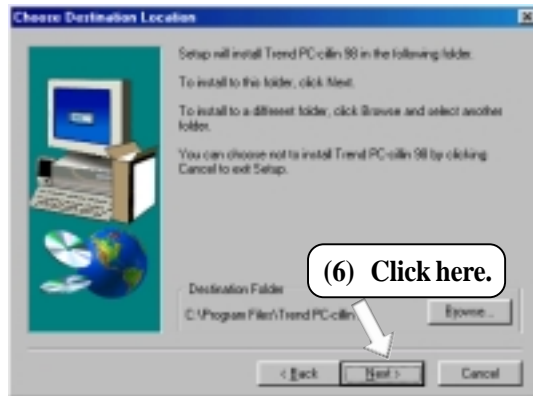 Choose Destination Location
Setup will install Trend PC-cillin 98 in the following folder.
To install to this folder, click Next.
To install to a different folder, click Browse and select another
folder.
You can choose not to install Trend PC-cillin 98 by clicking
Cancel to exit Setup.
(6) Click here.
Destination Folder
C:\Program Files\Trend PC-cillin
Browse...
< Back
Next >
Cancel